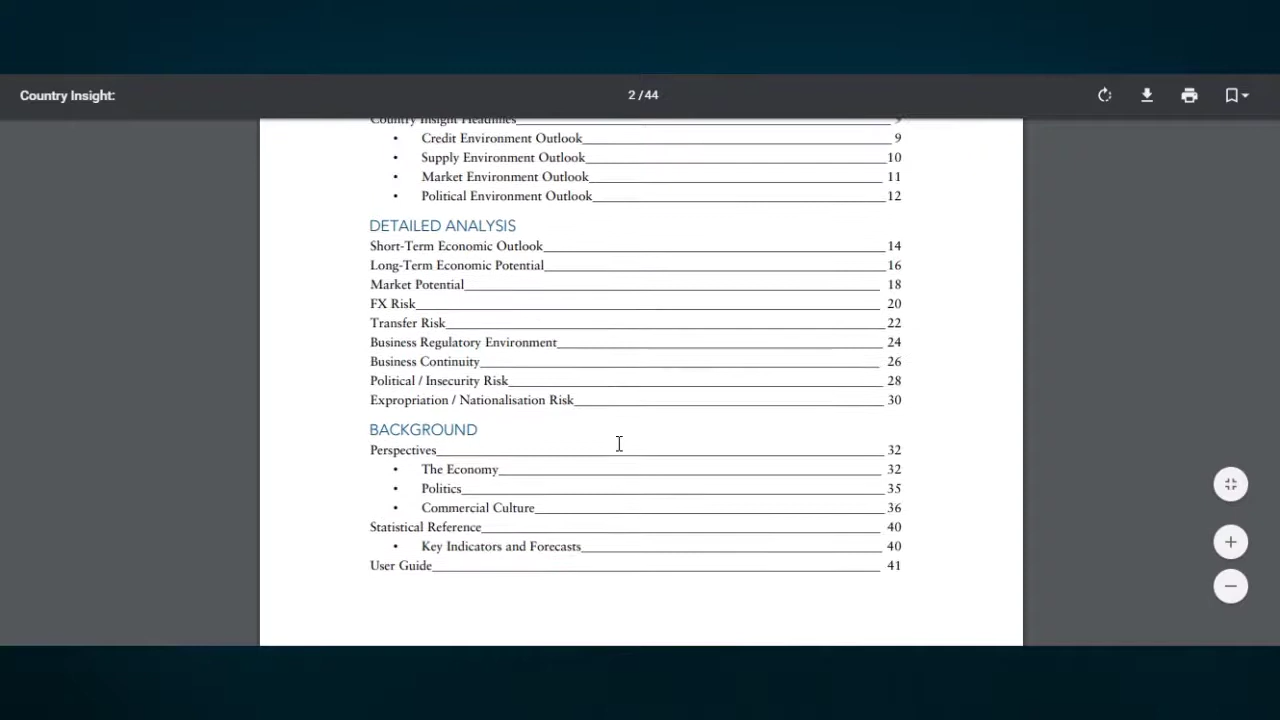 Country Insight:
2 / 44
Country Insight Headlines 9
• Credit Environment Outlook 9
• Supply Environment Outlook 10
• Market Environment Outlook 11
• Political Environment Outlook 12
DETAILED ANALYSIS
Short-Term Economic Outlook 14
Long-Term Economic Potential 16
Market Potential 18
FX Risk 20
Transfer Risk 22
Business Regulatory Environment 24
Business Continuity 26
Political / Insecurity Risk 28
Expropriation / Nationalisation Risk 30
BACKGROUND
Perspectives 32
• The Economy 32
• Politics 35
• Commercial Culture 36
Statistical Reference 40
• Key Indicators and Forecasts 40
User Guide 41